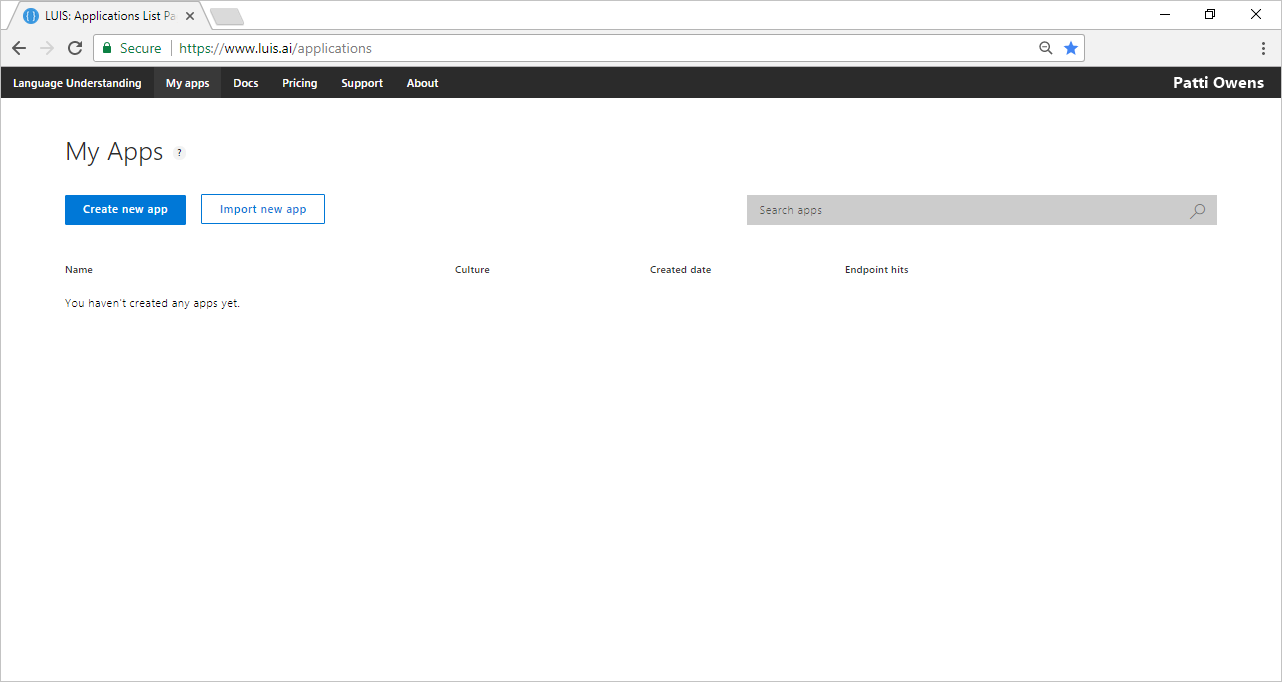 LUIS: Applications List Pa
Secure https://www.luis.ai/applications
Language Understanding My apps Docs Pricing Support About Patti Owens
My Apps ?
Create new app Import new app Search apps
Name Culture Created date Endpoint hits
You haven't created any apps yet.